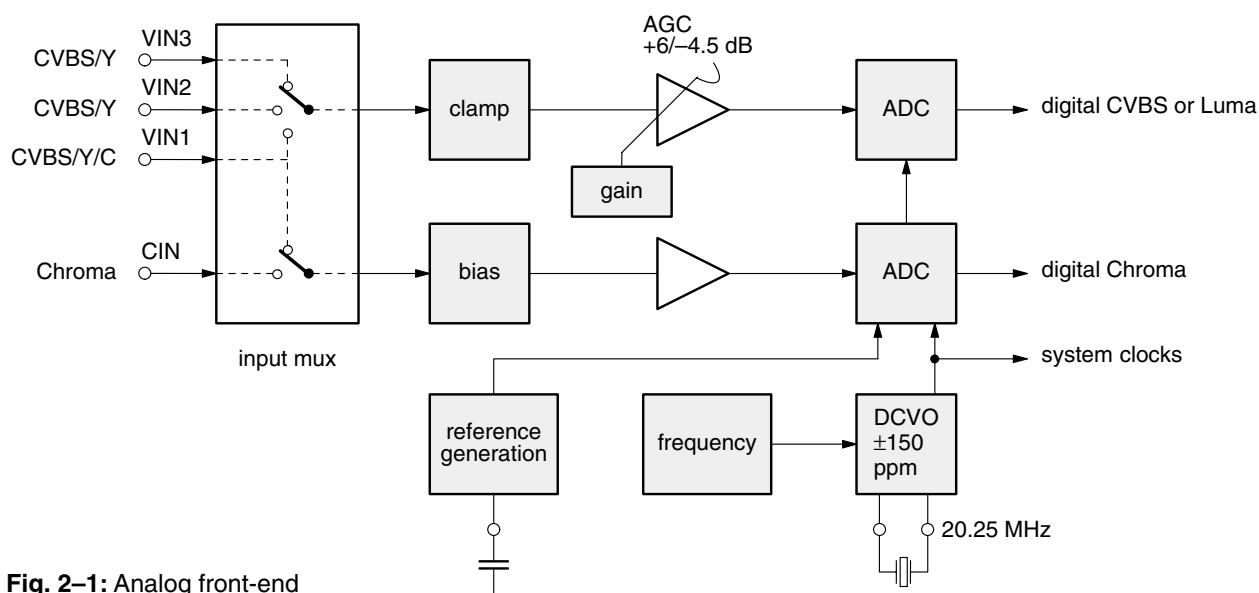 AGC
+6/–4.5 dB
VIN3
CVBS/Y
VIN2
CVBS/Y
VIN1
CVBS/Y/C
clamp
ADC
digital CVBS or Luma
gain
CIN
Chroma
bias
ADC
digital Chroma
input mux
system clocks
reference
generation
frequency
DCVO
±150
ppm
20.25 MHz
Fig. 2–1: Analog front-end